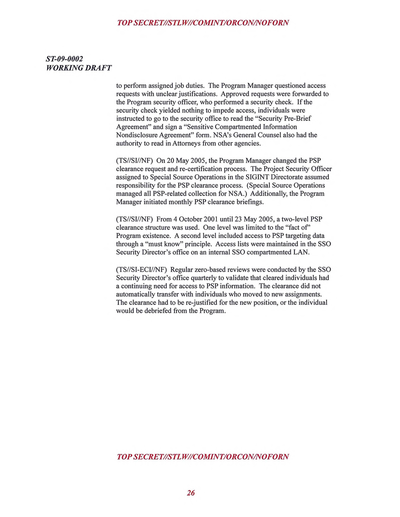 TOP SECRET//STLW//COMINT/ORCON/NOFORN
ST-09-0002
WORKING DRAFT
to perform assigned job duties. The Program Manager questioned access
requests with unclear justifications. Approved requests were forwarded to
the Program security officer, who performed a security check. If the
security check yielded nothing to impede access, individuals were
instructed to go to the security office to read the “Security Pre-Brief
Agreement” and sign a “Sensitive Compartmented Information
Nondisclosure Agreement” form. NSA's General Counsel also had the
authority to read in Attorneys from other agencies.
(TS//SI//NF) On 20 May 2005, the Program Manager changed the PSP
clearance request and re-certification process. The Project Security Officer
assigned to Special Source Operations in the SIGINT Directorate assumed
responsibility for the PSP clearance process. (Special Source Operations
managed all PSP-related collection for NSA.) Additionally, the Program
Manager initiated monthly PSP clearance briefings.
(TS//SI//NF) From 4 October 2001 until 23 May 2005, a two-level PSP
clearance structure was used. One level was limited to the “fact of”
Program existence. A second level included access to PSP targeting data
through a “must know” principle. Access lists were maintained in the SSO
Security Director’s office on an internal SSO compartmented LAN.
(TS//SI-ECI//NF) Regular zero-based reviews were conducted by the SSO
Security Director’s office quarterly to validate that cleared individuals had
a continuing need for access to PSP information. The clearance did not
automatically transfer with individuals who moved to new assignments.
The clearance had to be re-justified for the new position, or the individual
would be debriefed from the Program.
TOP SECRET//STLW//COMINT/ORCON/NOFORN
26